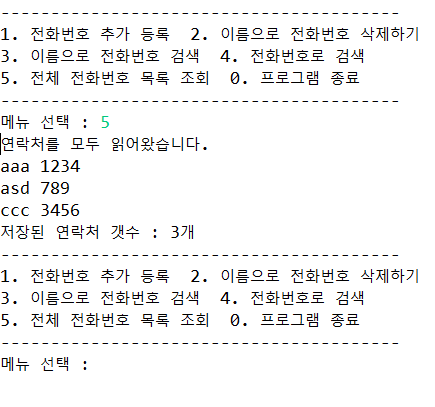 ----------------------------------------
1. 전화번호 추가 등록  2. 이름으로 전화번호 삭제하기
3. 이름으로 전화번호 검색  4. 전화번호로 검색
5. 전체 전화번호 목록 조회  0. 프로그램 종료
----------------------------------------
메뉴 선택 : 5
연락처를 모두 읽어왔습니다.
aaa 1234
asd 789
ccc 3456
저장된 연락처 갯수 : 3개
----------------------------------------
1. 전화번호 추가 등록  2. 이름으로 전화번호 삭제하기
3. 이름으로 전화번호 검색  4. 전화번호로 검색
5. 전체 전화번호 목록 조회  0. 프로그램 종료
----------------------------------------
메뉴 선택 :